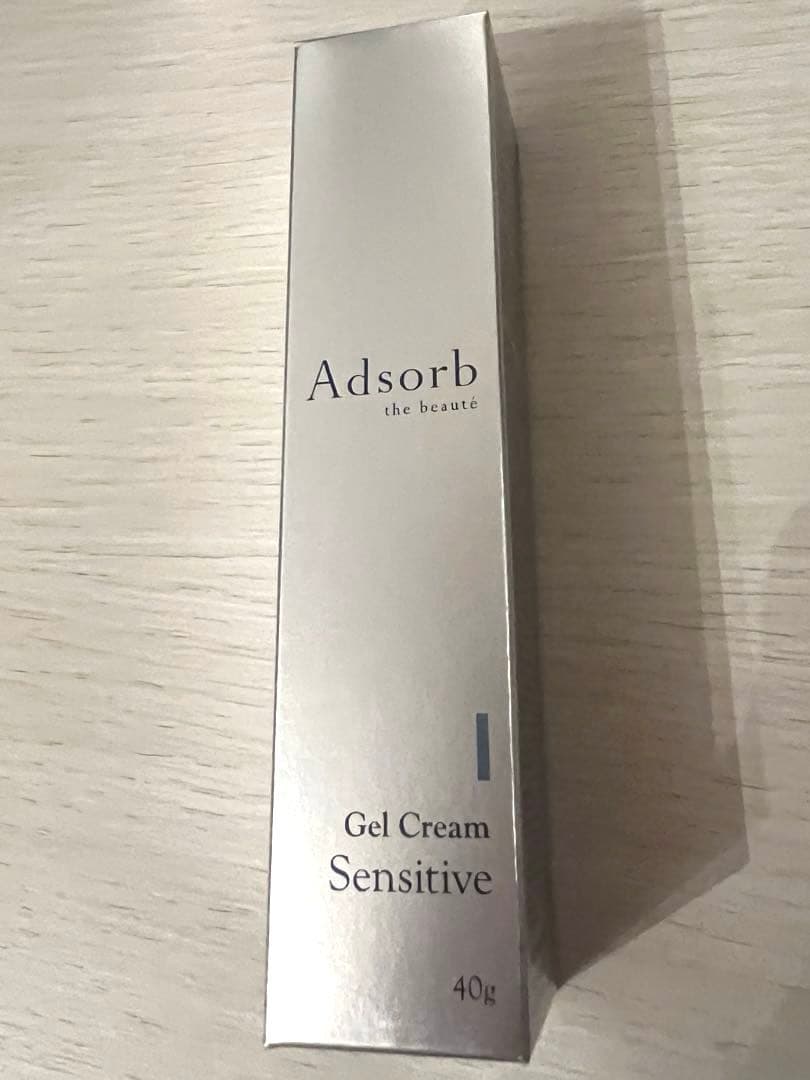 Adsorb
the beauté
Gel Cream
Sensitive
40g